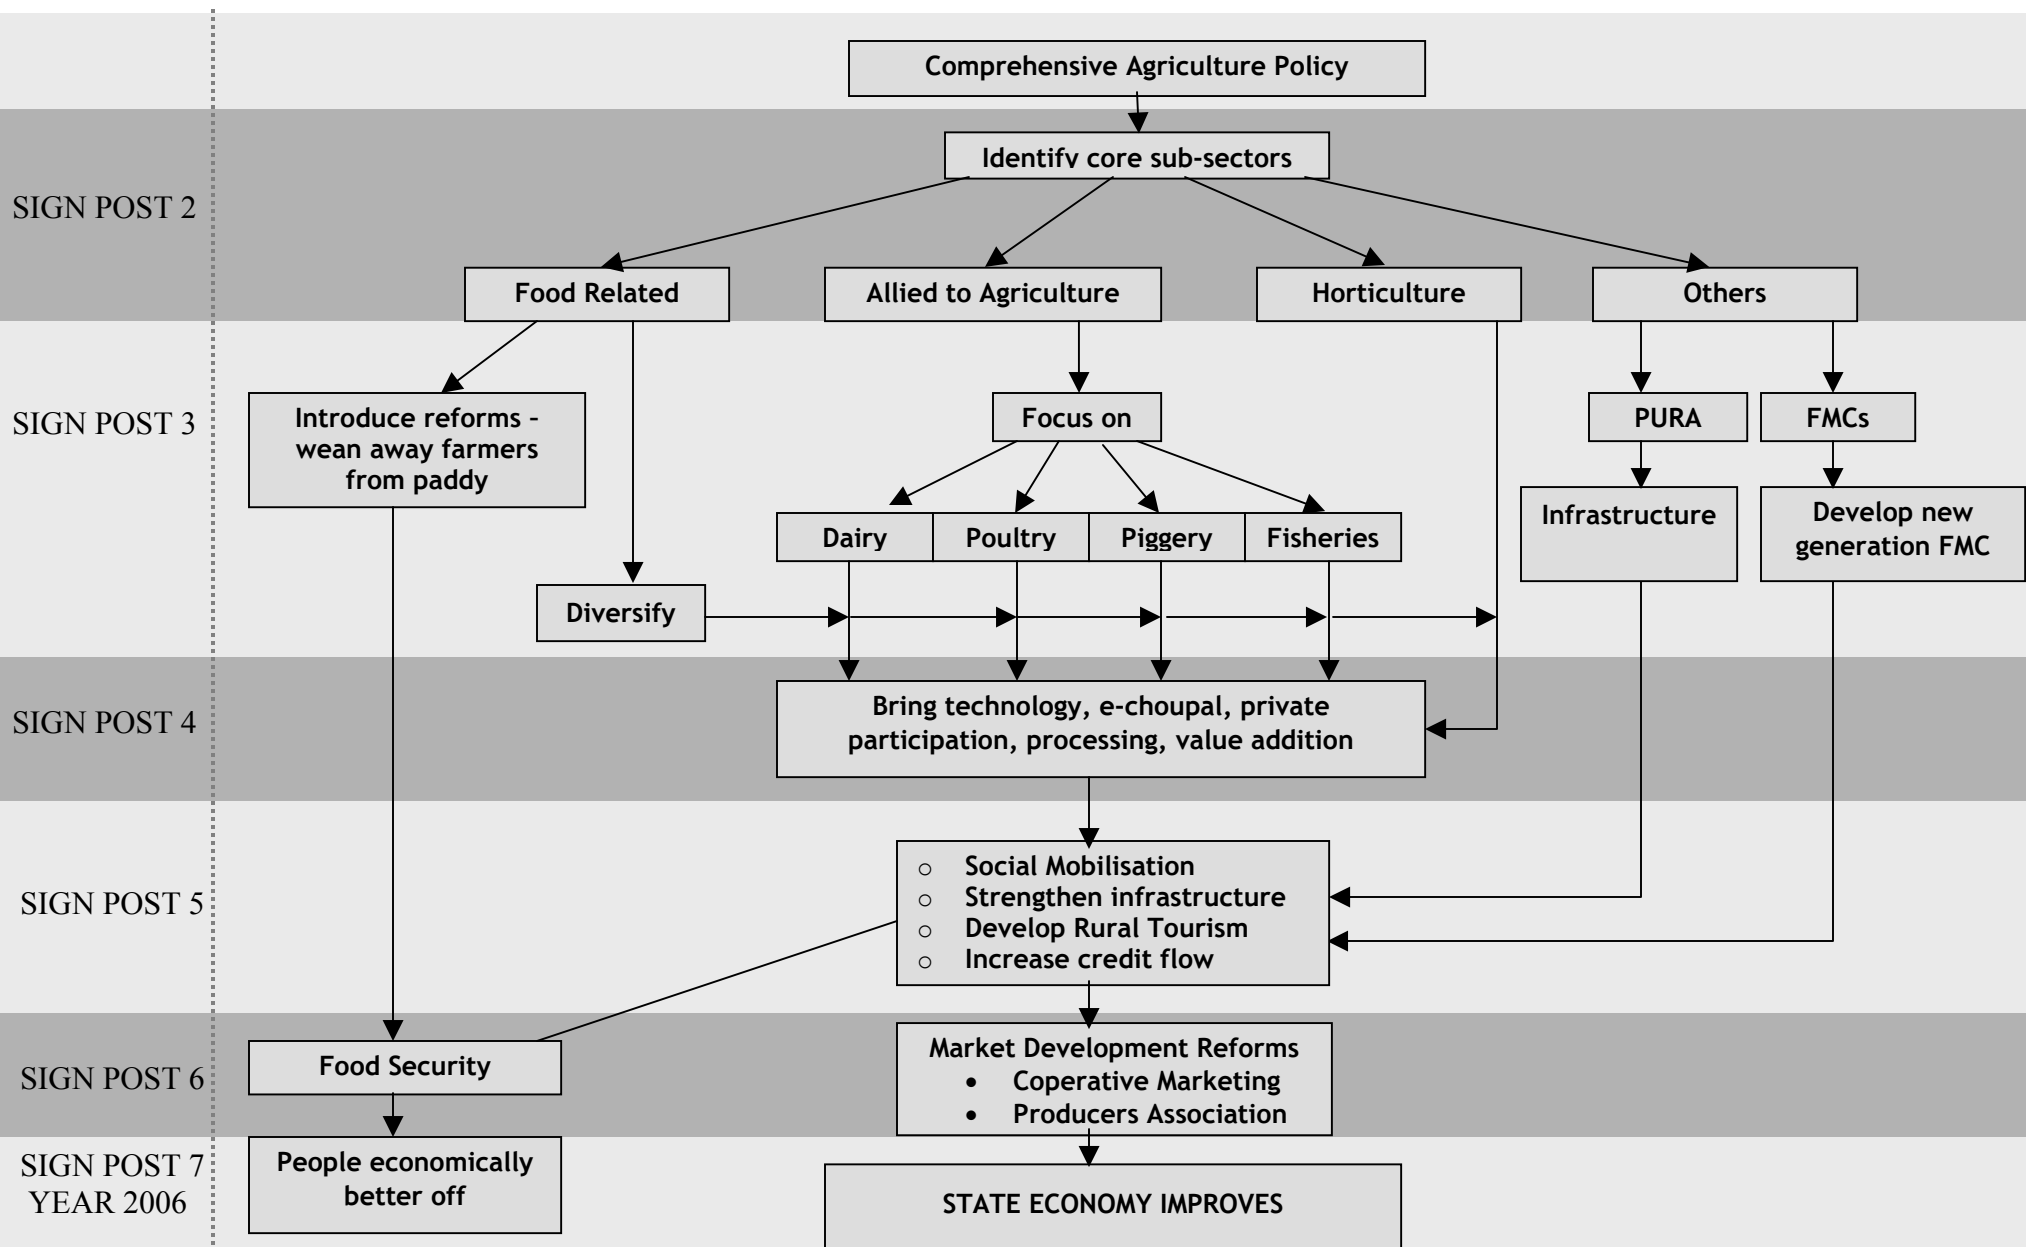 Comprehensive Agriculture Policy
SIGN POST 2
Identify core sub-sectors
Food Related
Allied to Agriculture
Horticulture
Others
SIGN POST 3
Introduce reforms –
wean away farmers
from paddy
Focus on
PURA
FMCs
Dairy
Poultry
Piggery
Fisheries
Infrastructure
Develop new
generation FMC
Diversify
SIGN POST 4
Bring technology, e-choupal, private
participation, processing, value addition
SIGN POST 5
o Social Mobilisation
o Strengthen infrastructure
o Develop Rural Tourism
o Increase credit flow
SIGN POST 6
Food Security
Market Development Reforms
• Coperative Marketing
• Producers Association
SIGN POST 7
YEAR 2006
People economically
better off
STATE ECONOMY IMPROVES